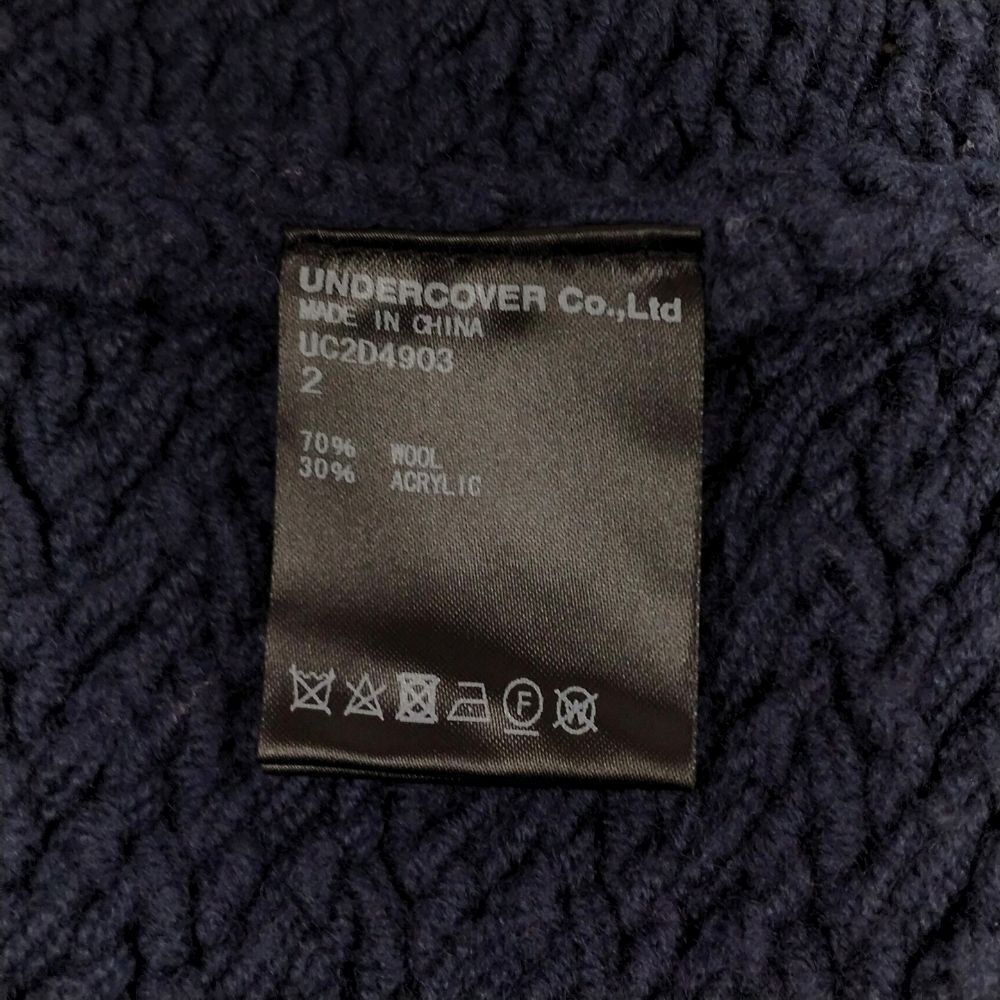 UNDERCOVER Co.,Ltd
MADE IN CHINA
UC2D4903
2
70% WOOL
30% ACRYLIC
F
W